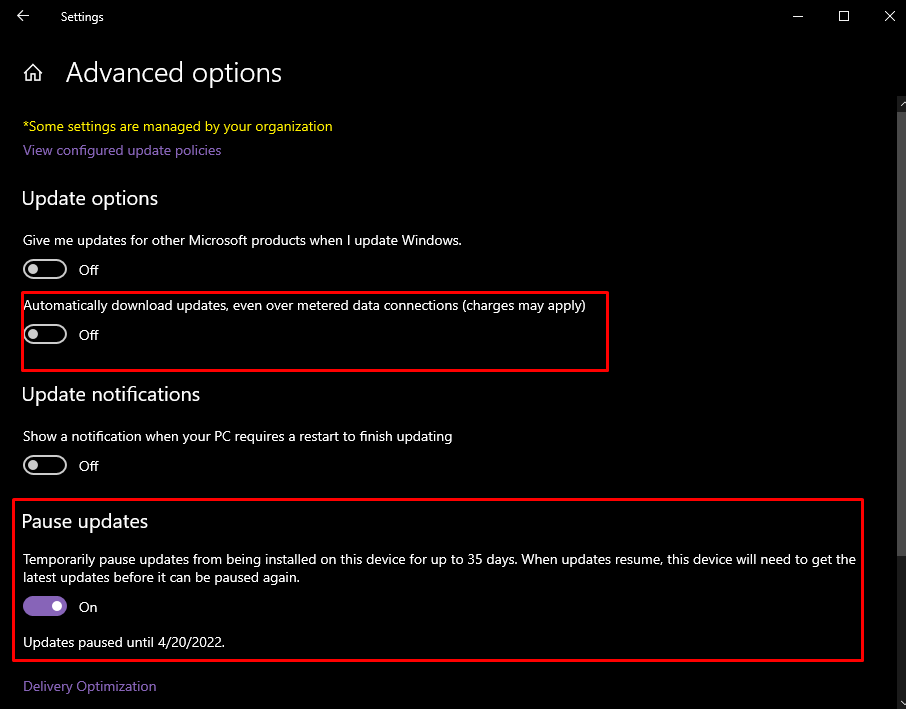 Settings
Advanced options
*Some settings are managed by your organization
View configured update policies
Update options
Give me updates for other Microsoft products when I update Windows.
Off
Automatically download updates, even over metered data connections (charges may apply)
Off
Update notifications
Show a notification when your PC requires a restart to finish updating
Off
Pause updates
Temporarily pause updates from being installed on this device for up to 35 days. When updates resume, this device will need to get the
latest updates before it can be paused again.
On
Updates paused until 4/20/2022.
Delivery Optimization